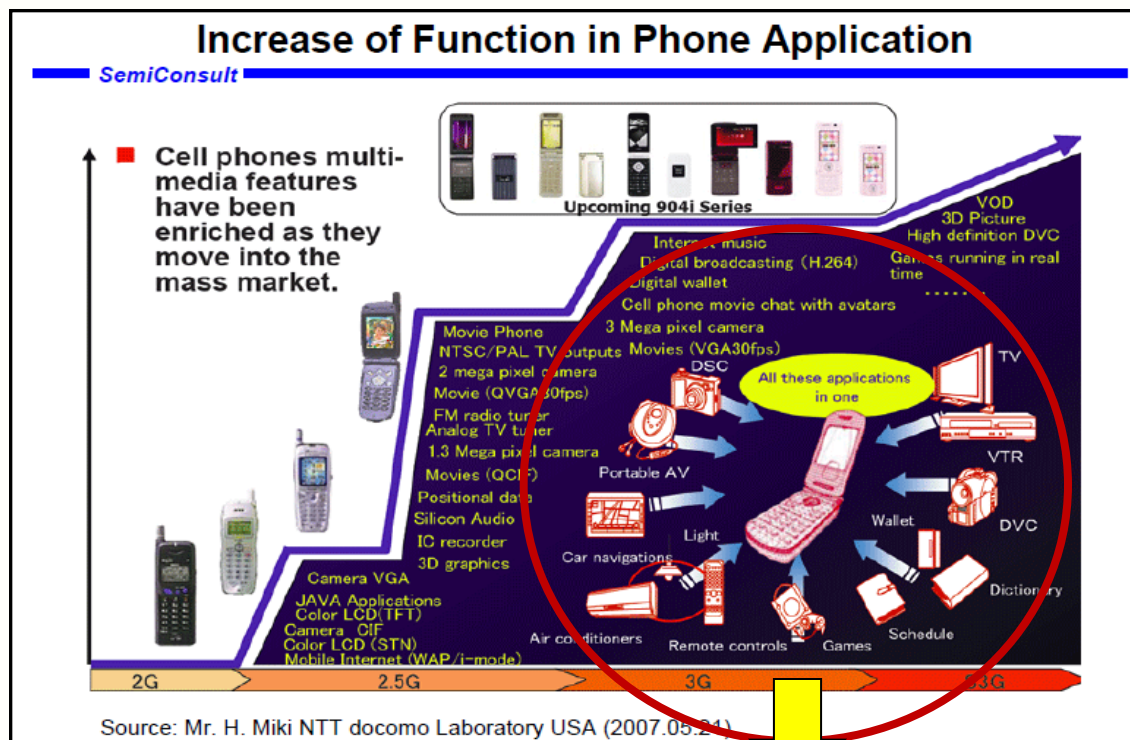 Increase of Function in Phone Application
SemiConsult
Cell phones multi-
media features
have been
enriched as they
move into the
mass market.
Upcoming 904i Series
VOD
3D Picture
High definition DVC
Games running in real
time
-------
Internet music
Digital broadcasting (H.264)
Digital wallet
Cell phone movie chat with avatars
3 Mega pixel camera
Movies (VGA30fps)
Movie Phone
NTSC/PAL TV outputs
2 mega pixel camera
Movie (QVGA30fps)
FM radio tuner
Analog TV tuner
1.3 Mega pixel camera
Movies (QCIF)
Positional data
Silicon Audio
IC recorder
3D graphics
Camera VGA
JAVA Applications
Color LCD(TFT)
Camera CIF
Color LCD (STN)
Mobile Internet (WAP/i-mode)
All these applications
in one
DSC
TV
Portable AV
VTR
Car navigations
Light
Wallet
DVC
Air conditioners
Remote controls
Games
Schedule
Dictionary
2G
2.5G
3G
Source: Mr. H. Miki NTT docomo Laboratory USA (2007.05.21)